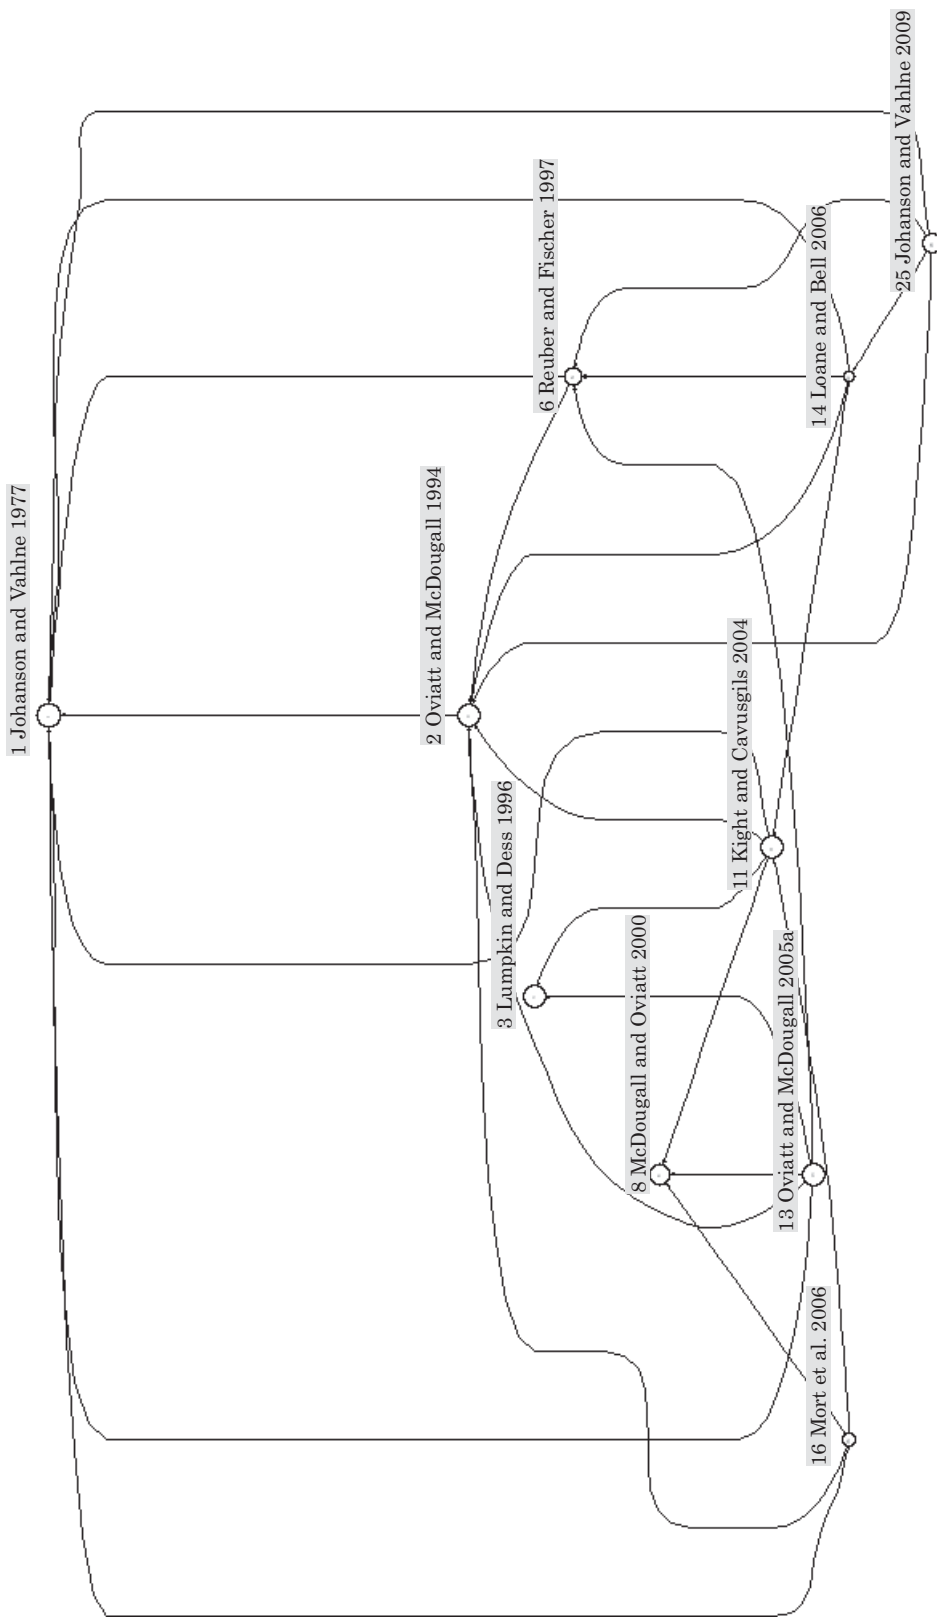 1 Johanson and Vahlne 1977
2 Oviatt and McDougall 1994
3 Lumpkin and Dess 1996
6 Reuber and Fischer 1997
8 McDougall and Oviatt 2000
11 Kight and Cavusgils 2004
13 Oviatt and McDougall 2005a
14 Loane and Bell 2006
16 Mort et al. 2006
25 Johanson and Vahlne 2009